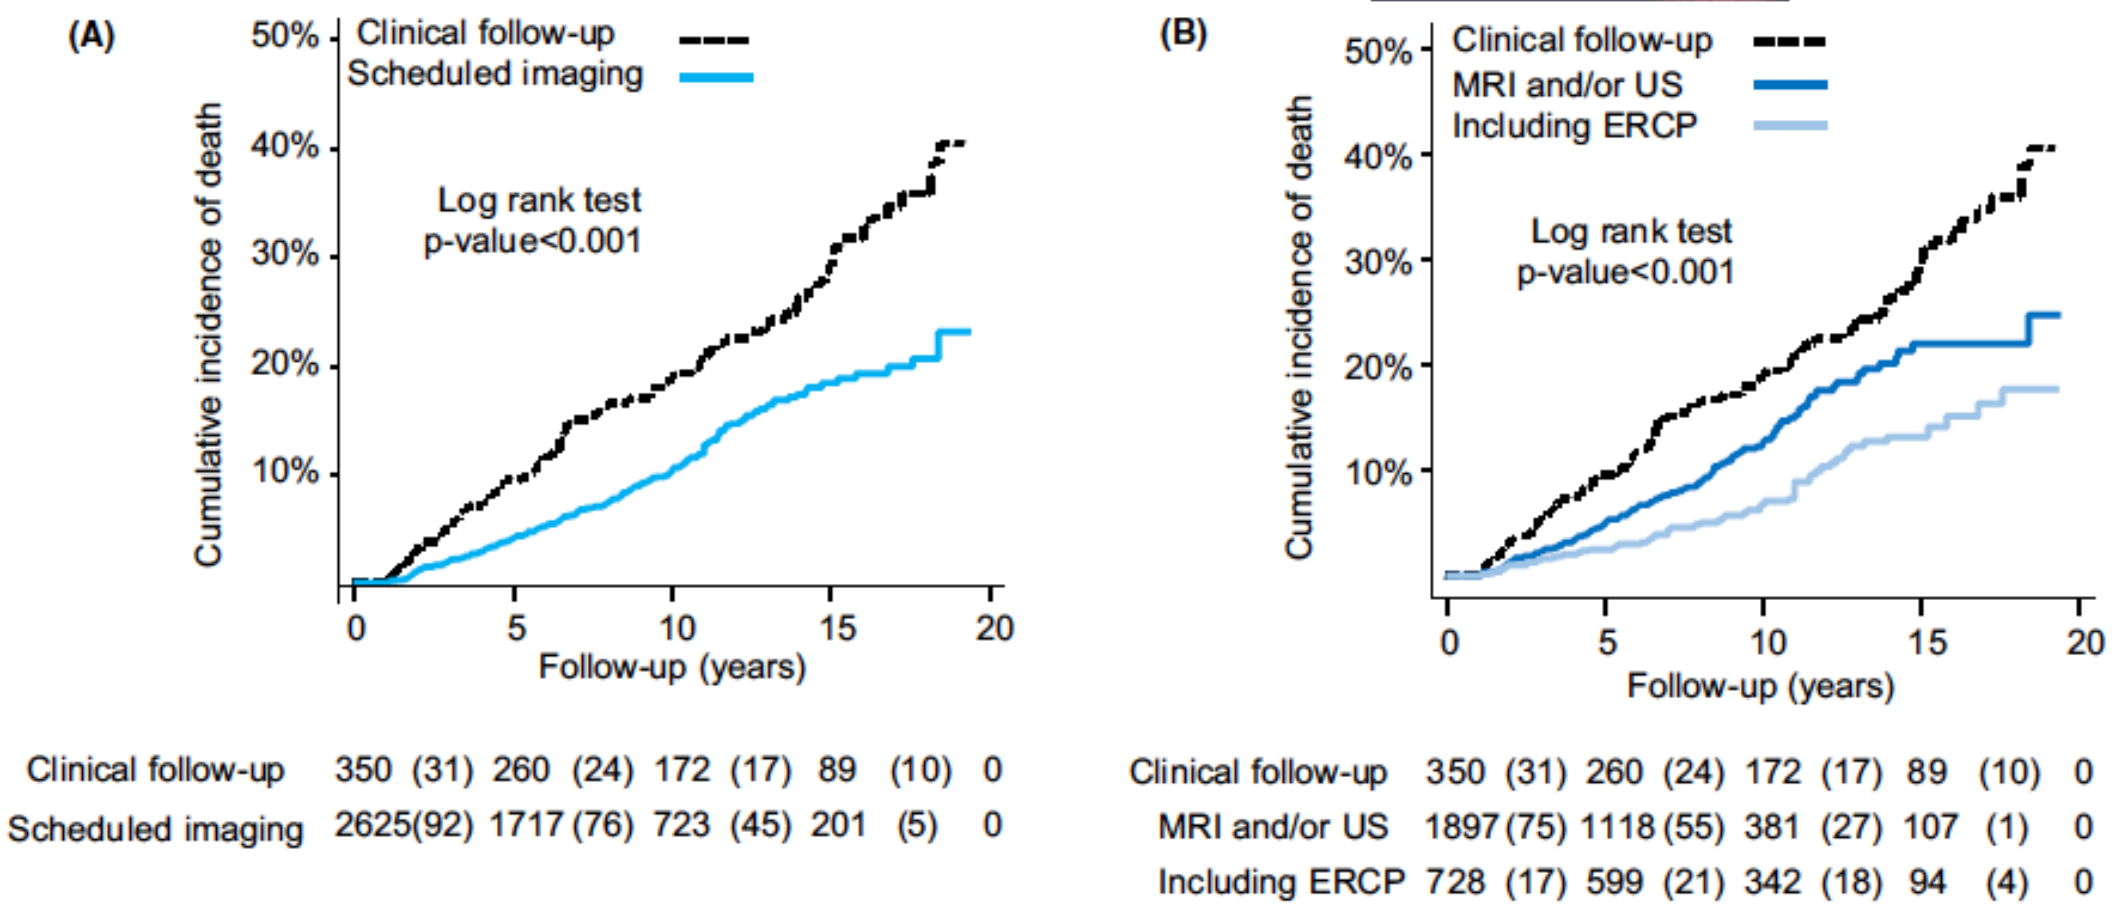 (A)
50%
40%
30%
20%
10%
Cumulative incidence of death
Clinical follow-up
Scheduled imaging
Log rank test
p-value<0.001
0 5 10 15 20
Follow-up (years)
Clinical follow-up 350 (31) 260 (24) 172 (17) 89 (10) 0
Scheduled imaging 2625(92) 1717 (76) 723 (45) 201 (5) 0
(B)
50%
40%
30%
20%
10%
Cumulative incidence of death
Clinical follow-up
MRI and/or US
Including ERCP
Log rank test
p-value<0.001
0 5 10 15 20
Follow-up (years)
Clinical follow-up 350 (31) 260 (24) 172 (17) 89 (10) 0
MRI and/or US 1897 (75) 1118 (55) 381 (27) 107 (1) 0
Including ERCP 728 (17) 599 (21) 342 (18) 94 (4) 0